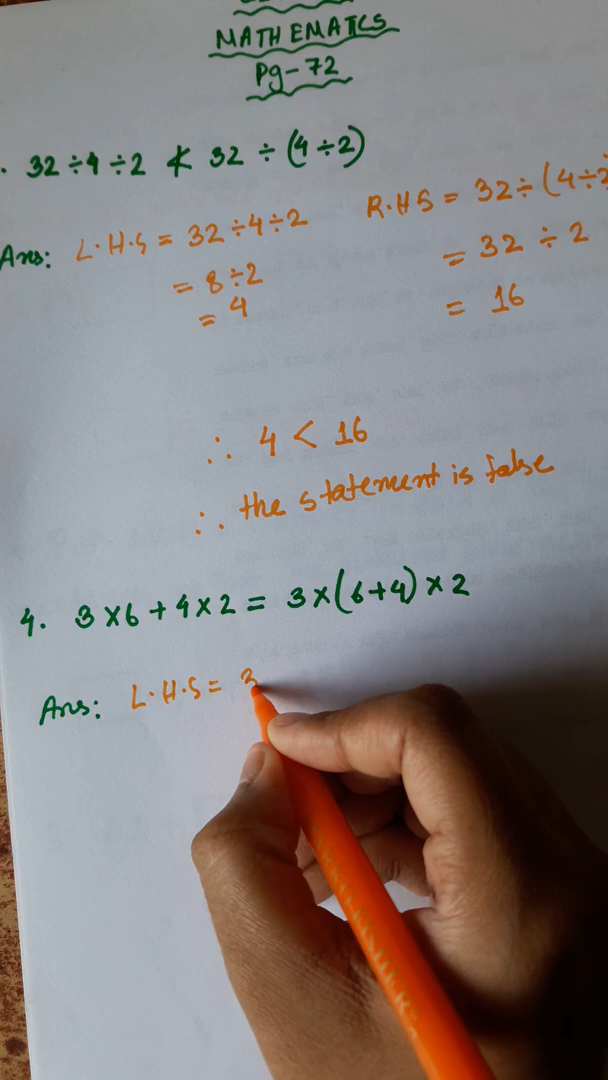 MATHEMATICS
Pg-72
. 32÷4÷2 ≮ 32÷(4÷2)
Ans: L.H.S = 32÷4÷2
= 8÷2
= 4
R.H.S = 32÷(4÷2
= 32÷2
= 16
∴ 4 < 16
∴ the statement is false
4. 3×6+4×2 = 3×(6+4)×2
Ans: L.H.S = 3